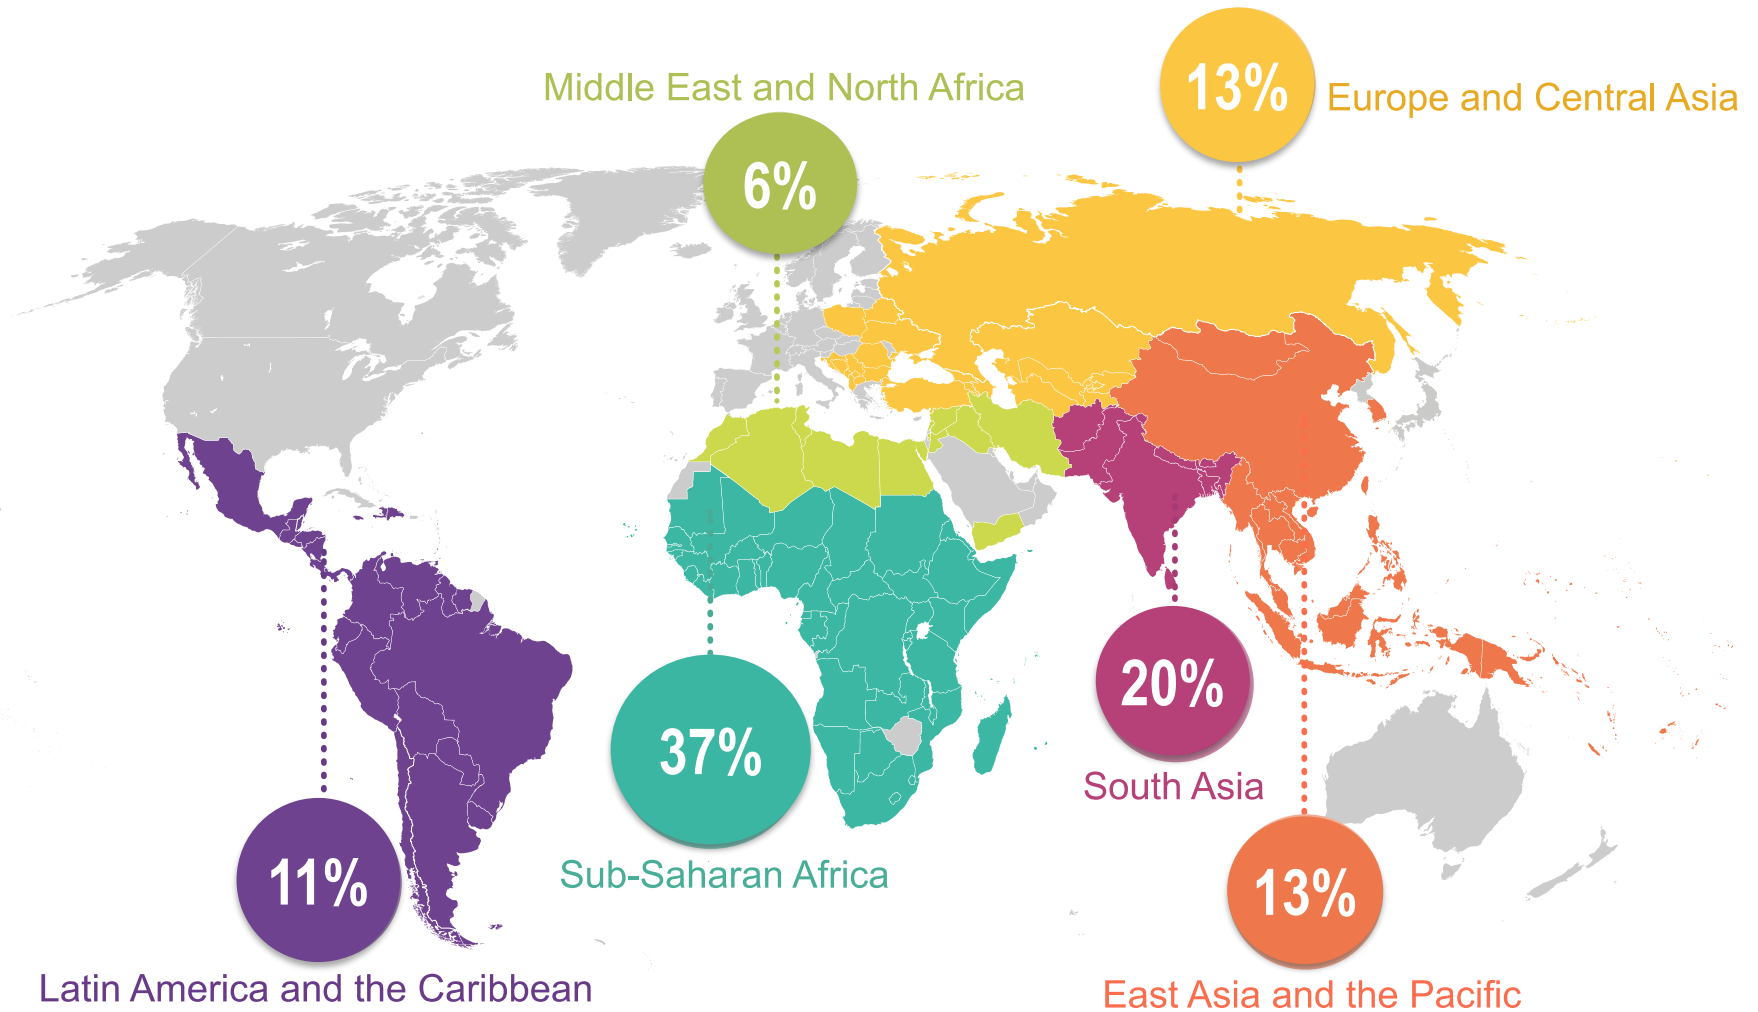 13%
Europe and Central Asia
Middle East and North Africa
6%
20%
South Asia
37%
Sub-Saharan Africa
11%
Latin America and the Caribbean
13%
East Asia and the Pacific